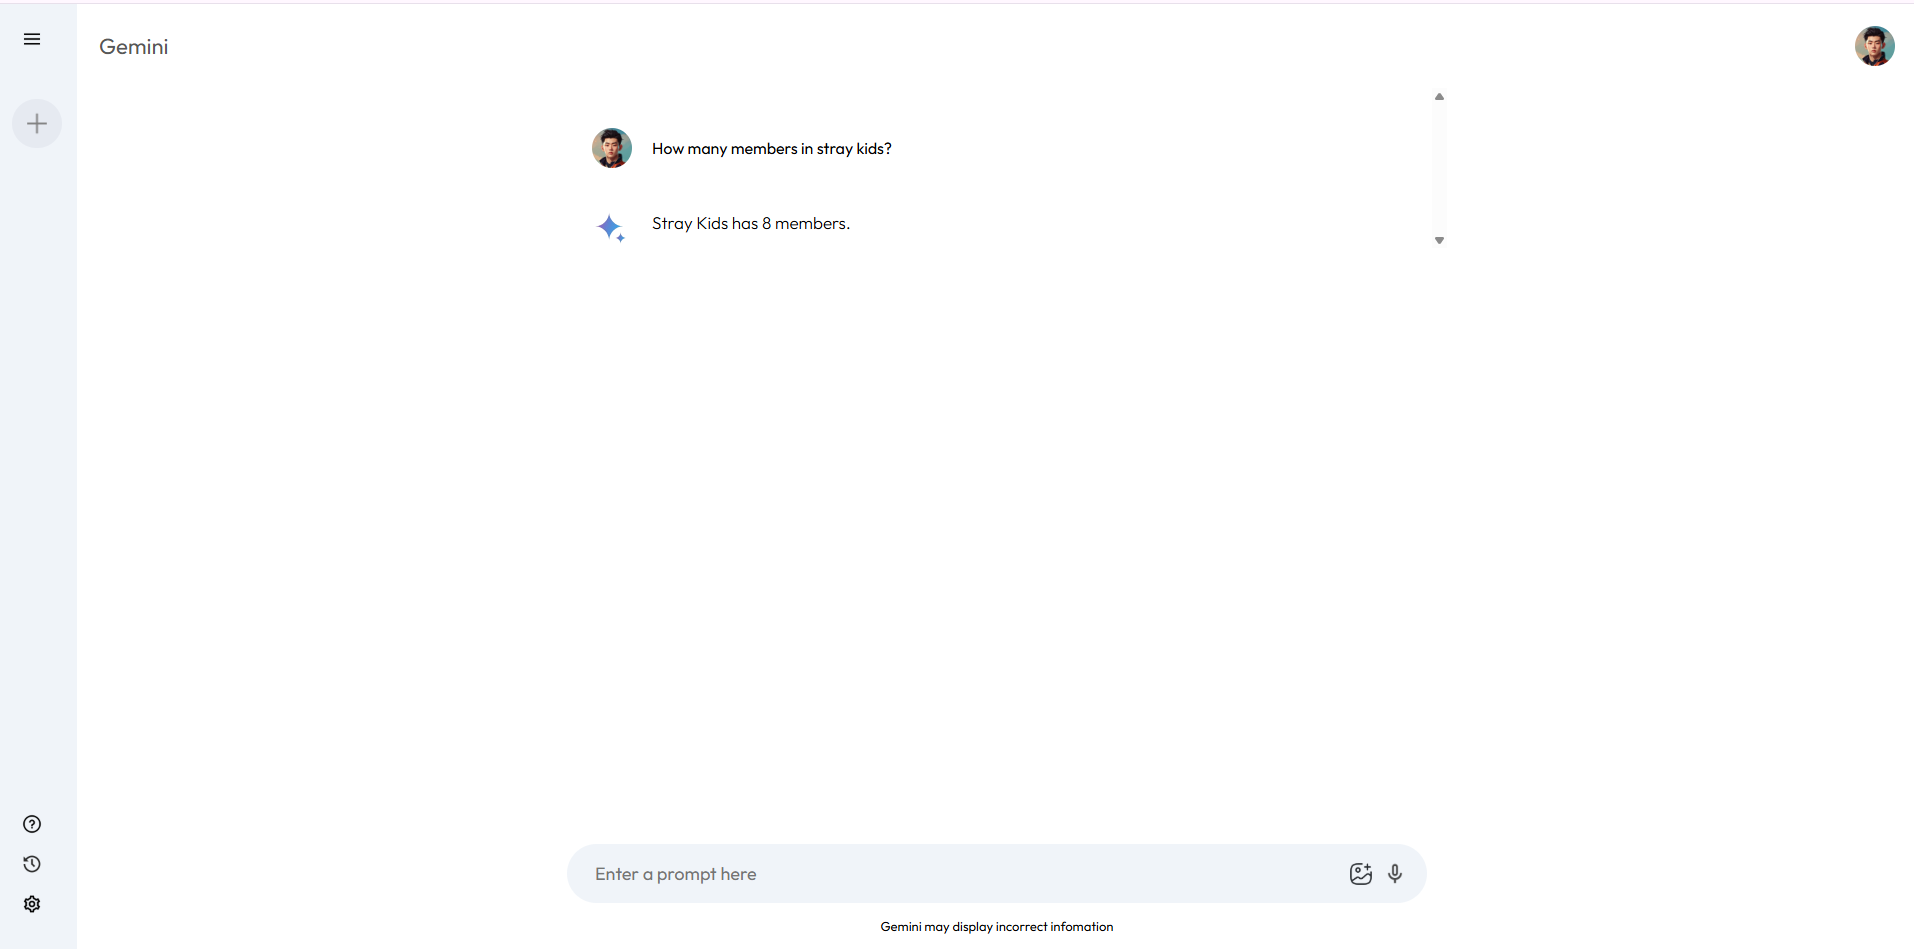 Gemini
How many members in stray kids?
Stray Kids has 8 members.
Enter a prompt here
Gemini may display incorrect infomation